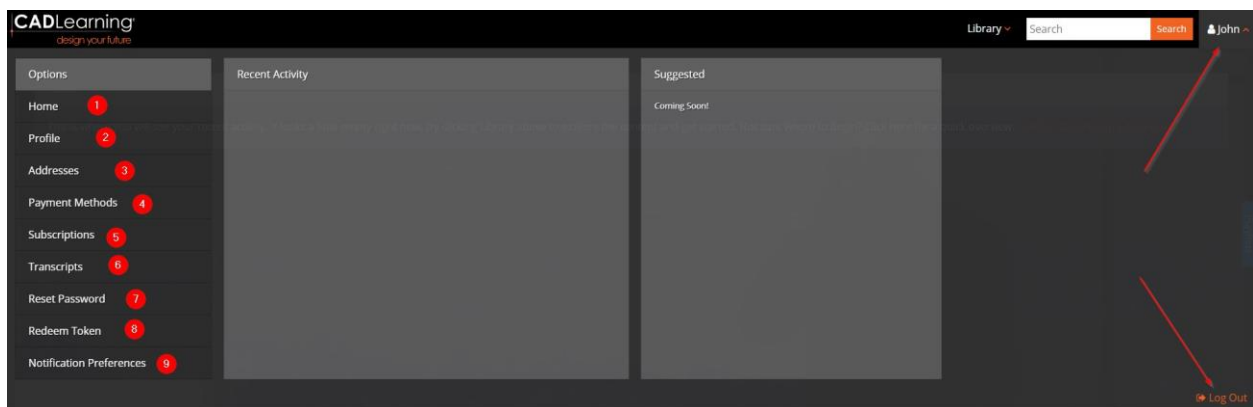 CADLearning
design your future
Library
Search
Search
John
Options
Recent Activity
Suggested
Home 1
Coming Soon!
Profile 2
Addresses 3
Payment Methods 4
Subscriptions 5
Transcripts 6
Reset Password 7
Redeem Token 8
Notification Preferences 9
Log Out